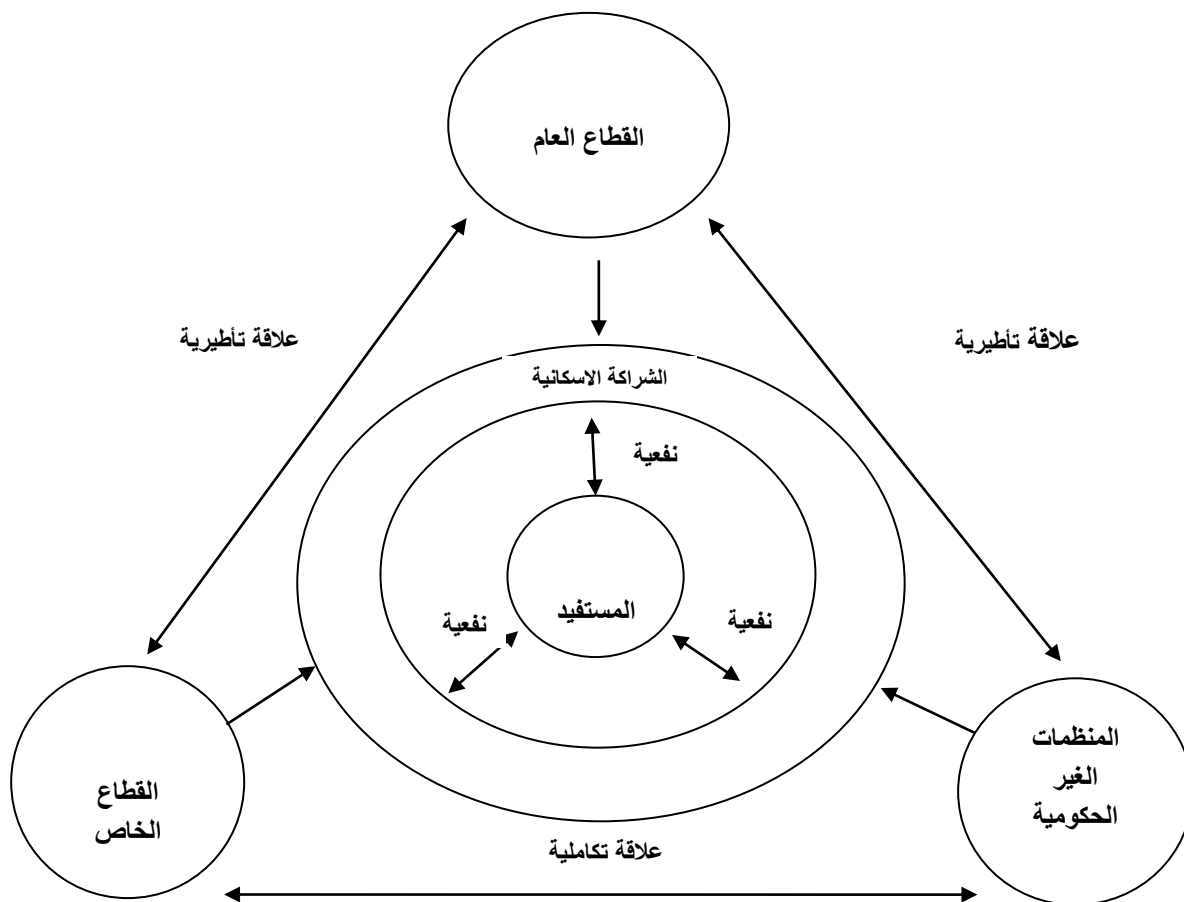 القطاع العام
علاقة تأطيرية
علاقة تأطيرية
الشراكة الاسكانية
نفعية
المستفيد
نفعية
نفعية
المنظمات
الغير
الحكومية
القطاع
الخاص
علاقة تكاملية